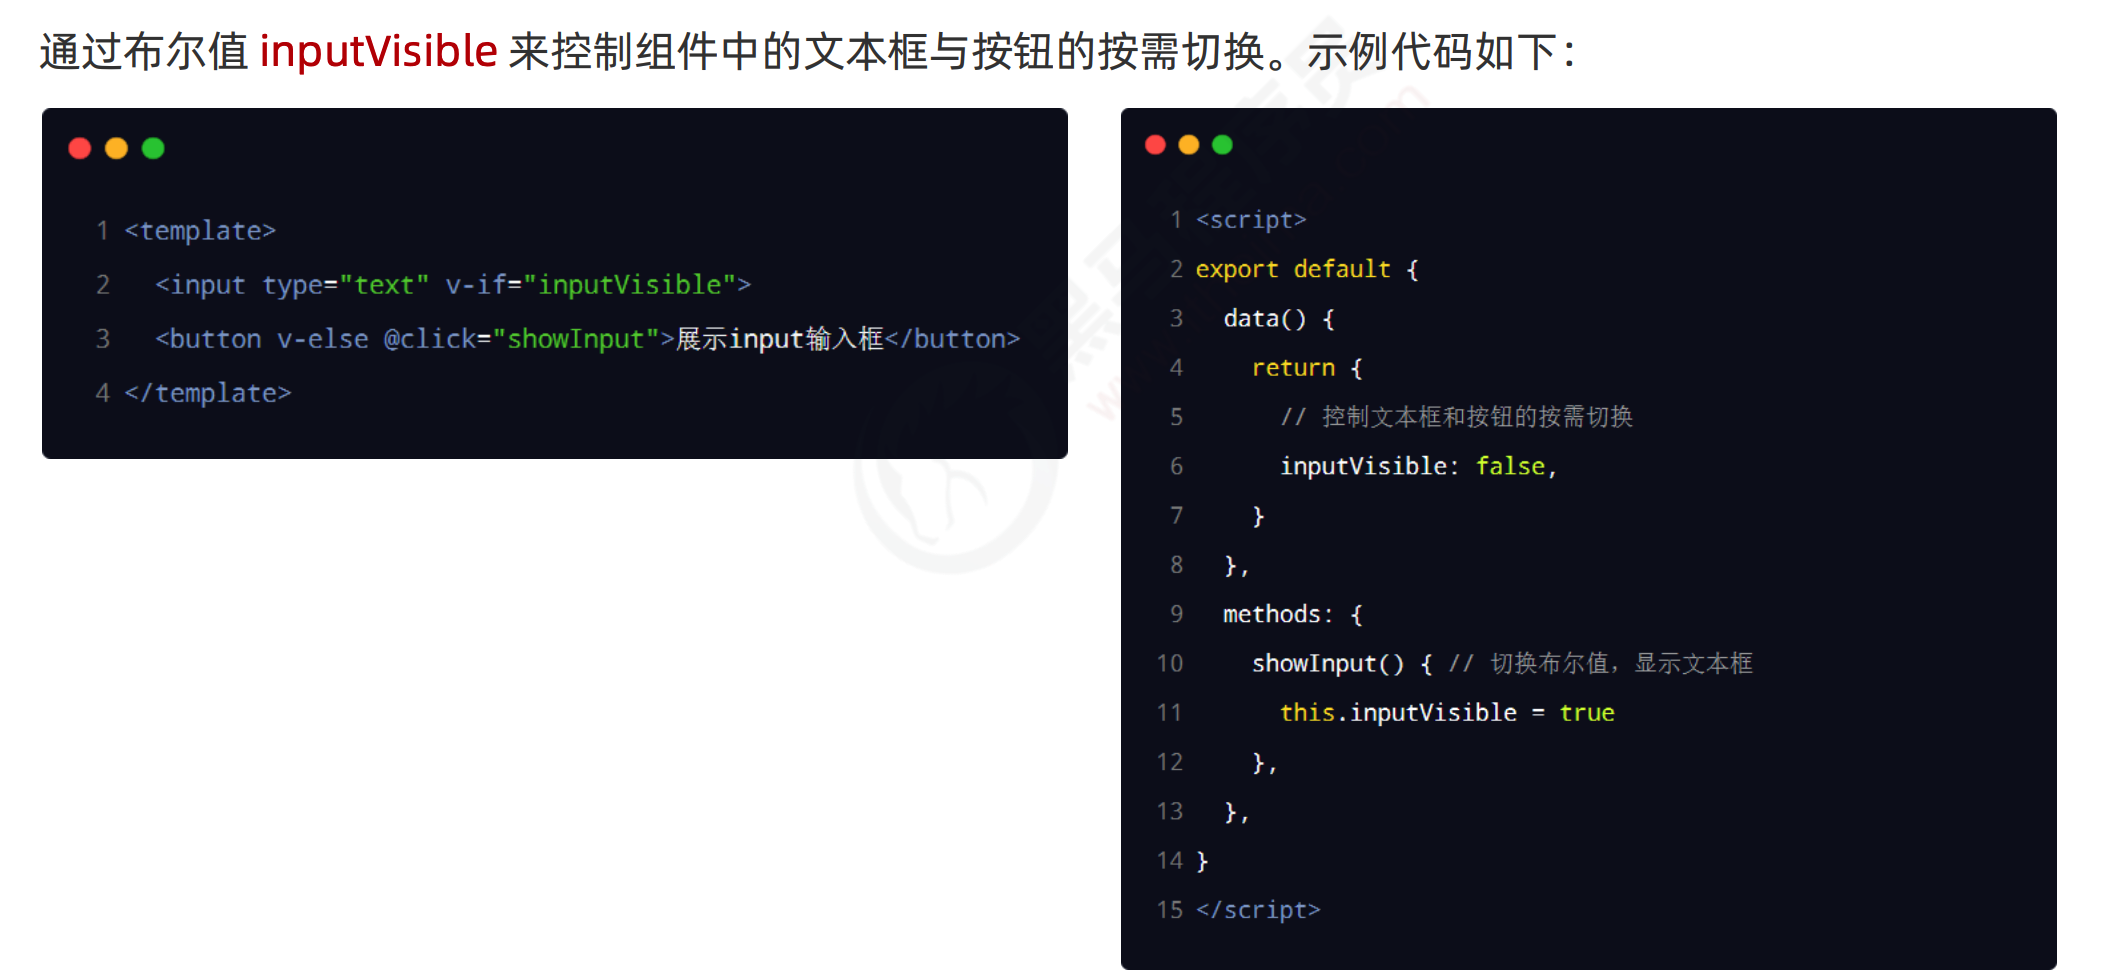 通过布尔值 inputVisible 来控制组件中的文本框与按钮的按需切换。示例代码如下：
1 <template>
2   <input type="text" v-if="inputVisible">
3   <button v-else @click="showInput">展示input输入框</button>
4 </template>
1 <script>
2 export default {
3   data() {
4     return {
5       // 控制文本框和按钮的按需切换
6       inputVisible: false,
7     }
8   },
9   methods: {
10     showInput() { // 切换布尔值，显示文本框
11       this.inputVisible = true
12     },
13   },
14 }
15 </script>